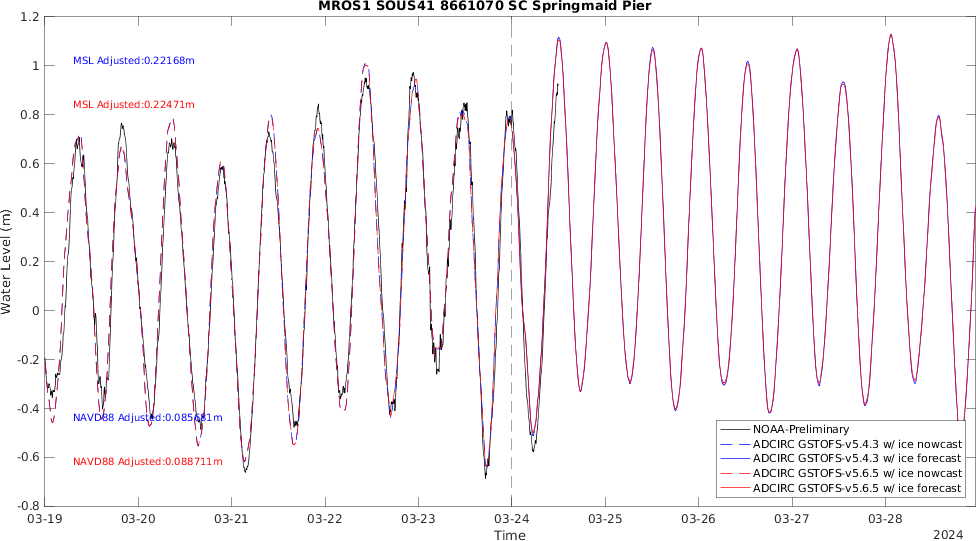 MROS1 SOUS41 8661070 SC Springmaid Pier
1.2
1
0.8
0.6
0.4
0.2
0
-0.2
-0.4
-0.6
-0.8
Water Level (m)
MSL Adjusted:0.22168m
MSL Adjusted:0.22471m
NAVD88 Adjusted:0.085681m
NAVD88 Adjusted:0.088711m
NOAA-Preliminary
ADCIRC GSTOFS-v5.4.3 w/ ice nowcast
ADCIRC GSTOFS-v5.4.3 w/ ice forecast
ADCIRC GSTOFS-v5.6.5 w/ ice nowcast
ADCIRC GSTOFS-v5.6.5 w/ ice forecast
03-19 03-20 03-21 03-22 03-23 03-24 03-25 03-26 03-27 03-28
Time
2024